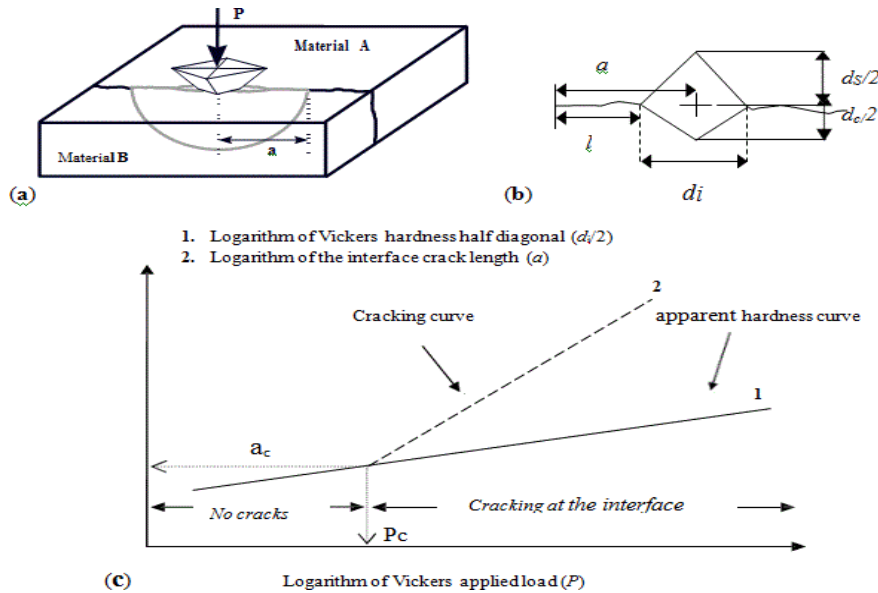 P
Material A
Material B
a
(a)
a
l
di
dS/2
dc/2
(b)
1. Logarithm of Vickers hardness half diagonal (di/2)
2. Logarithm of the interface crack length (a)
2
Cracking curve
apparent hardness curve
1
ac
No cracks
Cracking at the interface
Pc
(c)
Logarithm of Vickers applied load (P)